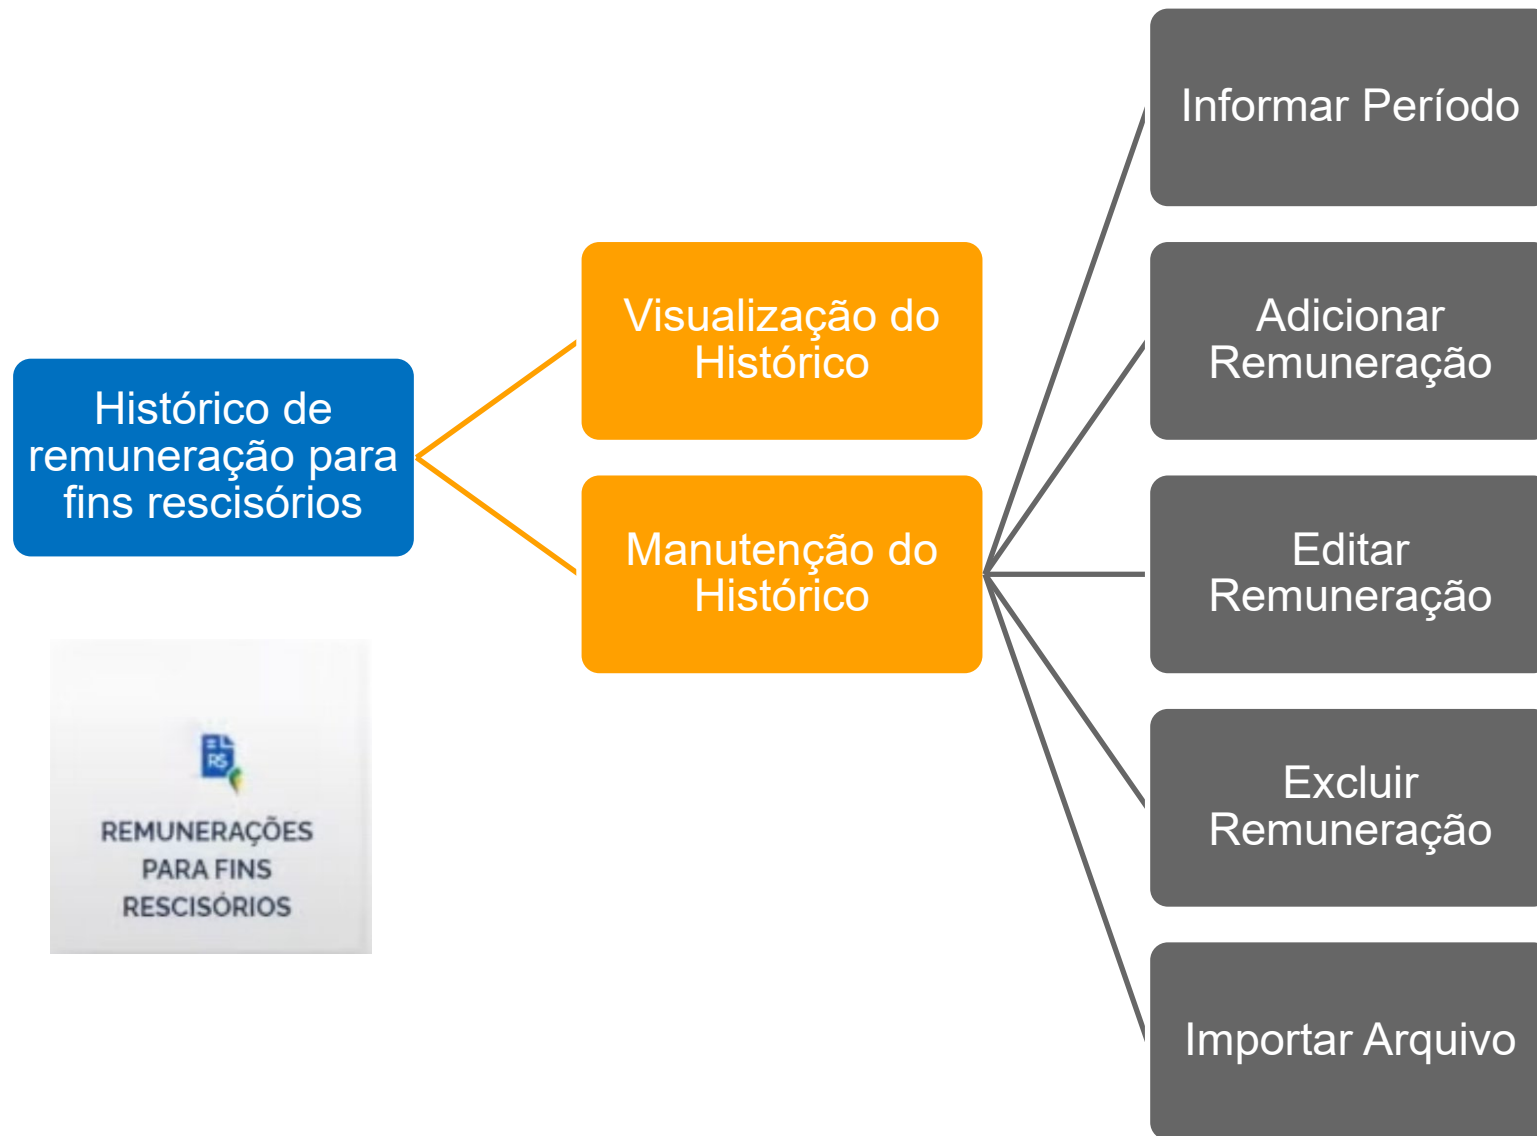 Histórico de
remuneração para
fins rescisórios
Visualização do
Histórico
Manutenção do
Histórico
Informar Período
Adicionar
Remuneração
Editar
Remuneração
Excluir
Remuneração
Importar Arquivo
R$
REMUNERAÇÕES
PARA FINS
RESCISÓRIOS